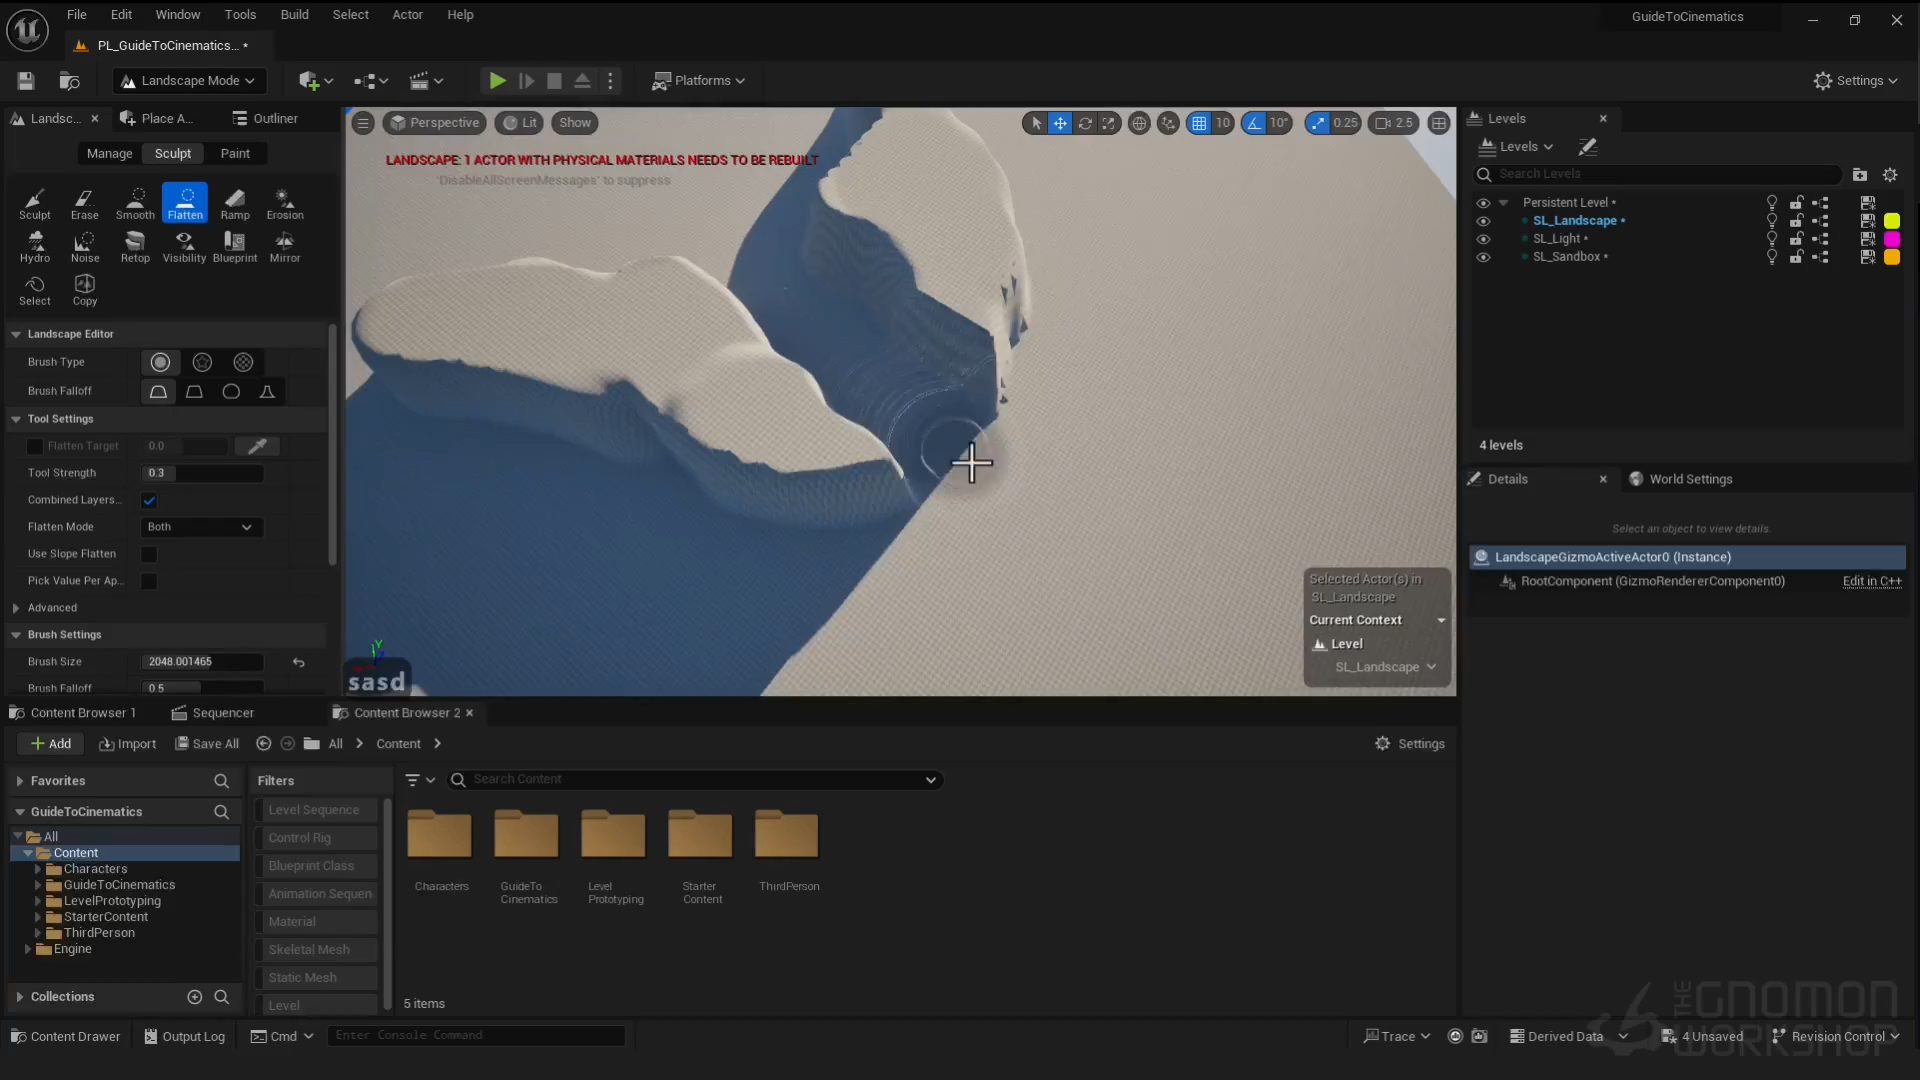 File Edit Window Tools Build Select Actor Help
GuideToCinematics
PL_GuideToCinematics... •
Landscape Mode
Platforms
Settings
Landsc...
Place A...
Outliner
Manage
Sculpt
Paint
Sculpt Erase Smooth Flatten Ramp Erosion
Hydro Noise Retop Visibility Blueprint Mirror
Select Copy
Landscape Editor
Brush Type
Brush Falloff
Tool Settings
Flatten Target 0.0
Tool Strength 0.3
Combined Layers...
Flatten Mode Both
Use Slope Flatten
Pick Value Per Ap...
Advanced
Brush Settings
Brush Size 2048.001465
Brush Falloff 0.5
Perspective
Lit
Show
10
10°
0.25
2.5
LANDSCAPE: 1 ACTOR WITH PHYSICAL MATERIALS NEEDS TO BE REBUILT
'DisableAllScreenMessages' to suppress
Y
sasd
Selected Actor(s) in
SL_Landscape
Current Context
Level
SL_Landscape
Levels
Levels
Search Levels
Persistent Level •
SL_Landscape •
SL_Light •
SL_Sandbox •
4 levels
Details
World Settings
Select an object to view details.
LandscapeGizmoActiveActor0 (Instance)
RootComponent (GizmoRendererComponent0)
Edit in C++
Content Browser 1
Sequencer
Content Browser 2
Add
Import
Save All
All
Content
Settings
Favorites
GuideToCinematics
All
Content
Characters
GuideToCinematics
LevelPrototyping
StarterContent
ThirdPerson
Engine
Collections
Filters
Level Sequence
Control Rig
Blueprint Class
Animation Sequen
Material
Skeletal Mesh
Static Mesh
Level
Search Content
Characters
GuideTo
Cinematics
Level
Prototyping
Starter
Content
ThirdPerson
5 items
Content Drawer
Output Log
Cmd
Enter Console Command
Trace
Derived Data
4 Unsaved
Revision Control
THE
GNOMON
WORKSHOP